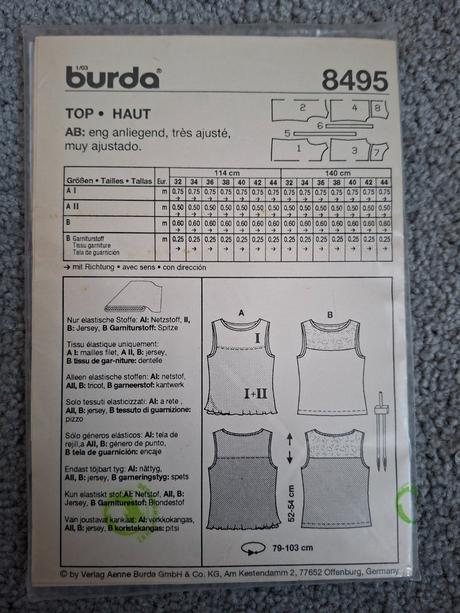 1/03
burda®
8495
TOP • HAUT
AB: eng anliegend, très ajusté,
muy ajustado.
2 4 8
6
5
1 3 7
114 cm 140 cm
Größen • Tailles • Tallas Eur. 32 34 36 38 40 42 44 32 34 36 38 40 42 44
A I m 0,75 0,75 0,75 0,75 0,75 0,75 0,75 0,75 0,75 0,75 0,75 0,75 0,75 0,75
A II m 0,50 0,50 0,50 0,50 0,50 0,50 0,50 0,50 0,50 0,50 0,50 0,50 0,50 0,50
B m 0,60 0,60 0,60 0,60 0,60 0,60 0,60 0,60 0,60 0,60 0,60 0,60 0,60 0,60
B Garniturstoff m 0,25 0,25 0,25 0,25 0,25 0,25 0,25 0,25 0,25 0,25 0,25 0,25 0,25 0,25
Tissu garniture
Tela de guarnición
→ mit Richtung • avec sens • con dirección
Nur elastische Stoffe: AI: Netzstoff, II,
B: Jersey, B Garniturstoff: Spitze
Tissu élastique uniquement:
A I: mailles filet, A II, B: jersey,
B tissu de gar-niture: dentelle
Alleen elastische stoffen: AI: netstof,
AII, B: tricot, B garneerstof: kantwerk
Solo tessuti elasticizzati: AI: a rete ,
AII, B: jersey, B tessuto di guarnizione:
pizzo
Sólo géneros elásticos: AI: tela de
rejill,a AII, B: género de punto,
B tela de guarnición: encaje
Endast töjbart tyg: AI: nättyg,
AII, B: jersey, B garneringstyg: spets
Kun elastiskt stof:AI: Netstof, AII, B:
Jersey, B Garniturestof: Blondestof
Vain joustavat kankaat: AI: verkkokangas,
AII, B: jersey, B koristekangas: pitsi
A B
I
I+II
52-54 cm
79-103 cm
© by Verlag Aenne Burda GmbH & Co. KG, Am Kestendamm 2, 77652 Offenburg, Germany